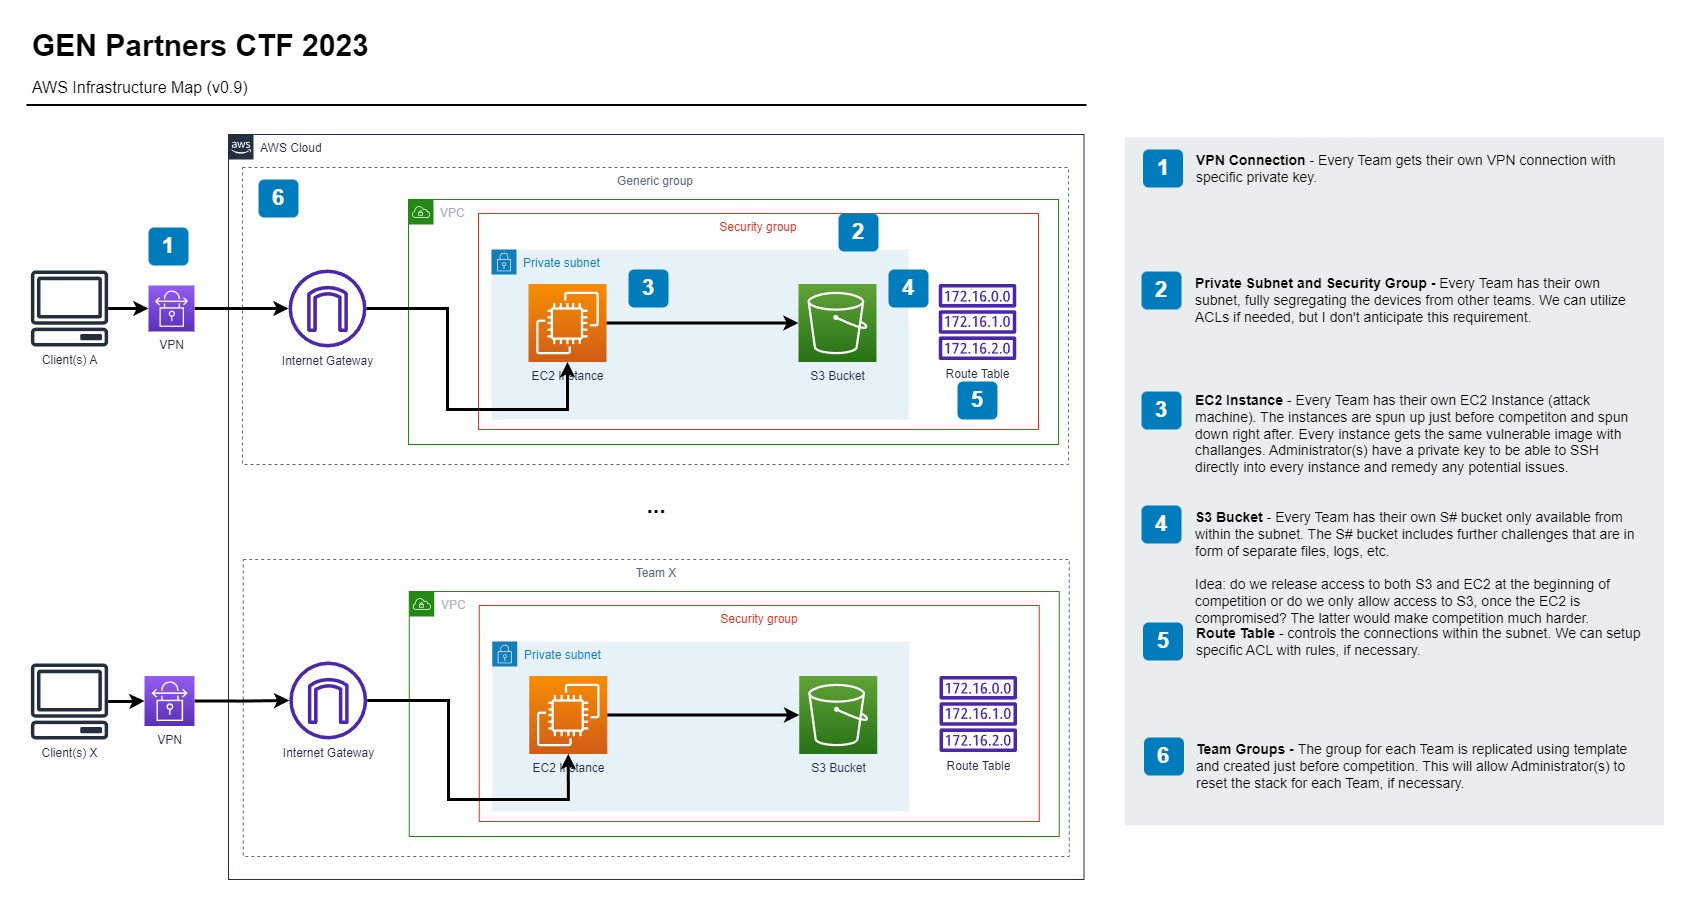 GEN Partners CTF 2023
AWS Infrastructure Map (v0.9)
aws
AWS Cloud
Generic group
6
VPC
Security group
2
1
Private subnet
3
4
172.16.0.0
172.16.1.0
172.16.2.0
Client(s) A
VPN
Internet Gateway
EC2 Instance
S3 Bucket
Route Table
5
...
Team X
VPC
Security group
Private subnet
172.16.0.0
172.16.1.0
172.16.2.0
Client(s) X
VPN
Internet Gateway
EC2 Instance
S3 Bucket
Route Table
1
VPN Connection - Every Team gets their own VPN connection with
specific private key.
2
Private Subnet and Security Group - Every Team has their own
subnet, fully segregating the devices from other teams. We can utilize
ACLs if needed, but I don't anticipate this requirement.
3
EC2 Instance - Every Team has their own EC2 Instance (attack
machine). The instances are spun up just before competiton and spun
down right after. Every instance gets the same vulnerable image with
challanges. Administrator(s) have a private key to be able to SSH
directly into every instance and remedy any potential issues.
4
S3 Bucket - Every Team has their own S# bucket only available from
within the subnet. The S# bucket includes further challenges that are in
form of separate files, logs, etc.
Idea: do we release access to both S3 and EC2 at the beginning of
competition or do we only allow access to S3, once the EC2 is
compromised? The latter would make competition much harder.
5
Route Table - controls the connections within the subnet. We can setup
specific ACL with rules, if necessary.
6
Team Groups - The group for each Team is replicated using template
and created just before competition. This will allow Administrator(s) to
reset the stack for each Team, if necessary.